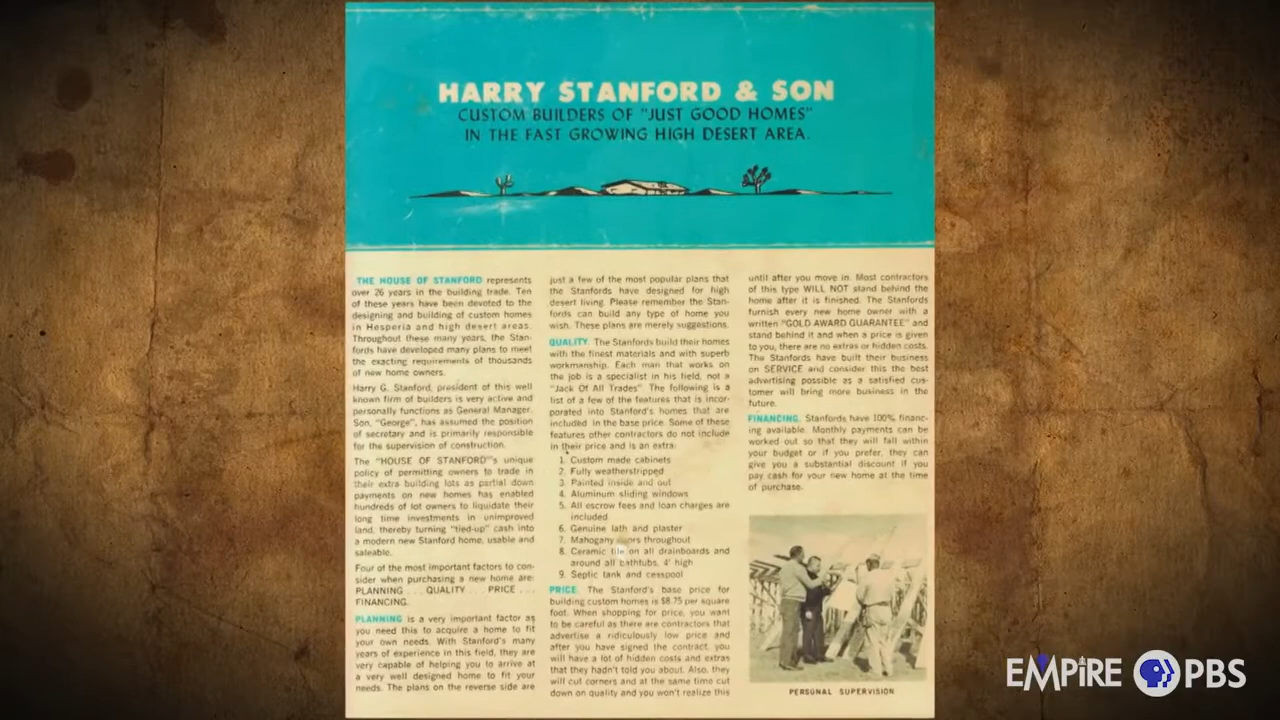 HARRY STANFORD & SON
CUSTOM BUILDERS OF "JUST GOOD HOMES"
IN THE FAST GROWING HIGH DESERT AREA.
THE HOUSE OF STANFORD represents
over 26 years in the building trade. Ten
of these years have been devoted to the
designing and building of custom homes
in Hesperia and high desert areas.
Throughout these many years, the Stan-
fords have developed many plans to meet
the exacting requirements of thousands
of new home owners.
Harry G. Stanford, president of this well
known firm of builders is very active and
personally functions as General Manager.
Son, "George", has assumed the position
of secretary and is primarily responsible
for the supervision of construction.
The "HOUSE OF STANFORD"'s unique
policy of permitting owners to trade in
their extra building lots as partial down
payments on new homes has enabled
hundreds of lot owners to liquidate their
long time investments in unimproved
land, thereby turning "tied-up" cash into
a modern new Stanford home, usable and
saleable.
Four of the most important factors to con-
sider when purchasing a new home are:
PLANNING . . . QUALITY . . . PRICE . . .
FINANCING.
PLANNING is a very important factor as
you need this to acquire a home to fit
your own needs. With Stanford's many
years of experience in this field, they are
very capable of helping you to arrive at
a very well designed home to fit your
needs. The plans on the reverse side are
just a few of the most popular plans that
the Stanfords have designed for high
desert living. Please remember the Stan-
fords can build any type of home you
wish. These plans are merely suggestions.
QUALITY. The Stanfords build their homes
with the finest materials and with superb
workmanship. Each man that works on
the job is a specialist in his field, not a
"Jack Of All Trades". The following is a
list of a few of the features that is incor-
porated into Stanford's homes that are
included in the base price. Some of these
features other contractors do not include
in their price and is an extra:
1. Custom made cabinets
2. Fully weatherstripped
3. Painted inside and out
4. Aluminum sliding windows
5. All escrow fees and loan charges are
included
6. Genuine lath and plaster
7. Mahogany doors throughout
8. Ceramic tile on all drainboards and
around all bathtubs, 4' high
9. Septic tank and cesspool
PRICE. The Stanford's base price for
building custom homes is $8.75 per square
foot. When shopping for price, you want
to be careful as there are contractors that
advertise a ridiculously low price and
after you have signed the contract, you
will have a lot of hidden costs and extras
that they hadn't told you about. Also, they
will cut corners and at the same time cut
down on quality and you won't realize this
until after you move in. Most contractors
of this type WILL NOT stand behind the
home after it is finished. The Stanfords
furnish every new home owner with a
written "GOLD AWARD GUARANTEE" and
stand behind it and when a price is given
to you, there are no extras or hidden costs.
The Stanfords have built their business
on SERVICE and consider this the best
advertising possible as a satisfied cus-
tomer will bring more business in the
future.
FINANCING. Stanfords have 100% financ-
ing available. Monthly payments can be
worked out so that they will fall within
your budget or if you prefer, they can
give you a substantial discount if you
pay cash for your new home at the time
of purchase.
PERSONAL SUPERVISION
EMPIRE PBS